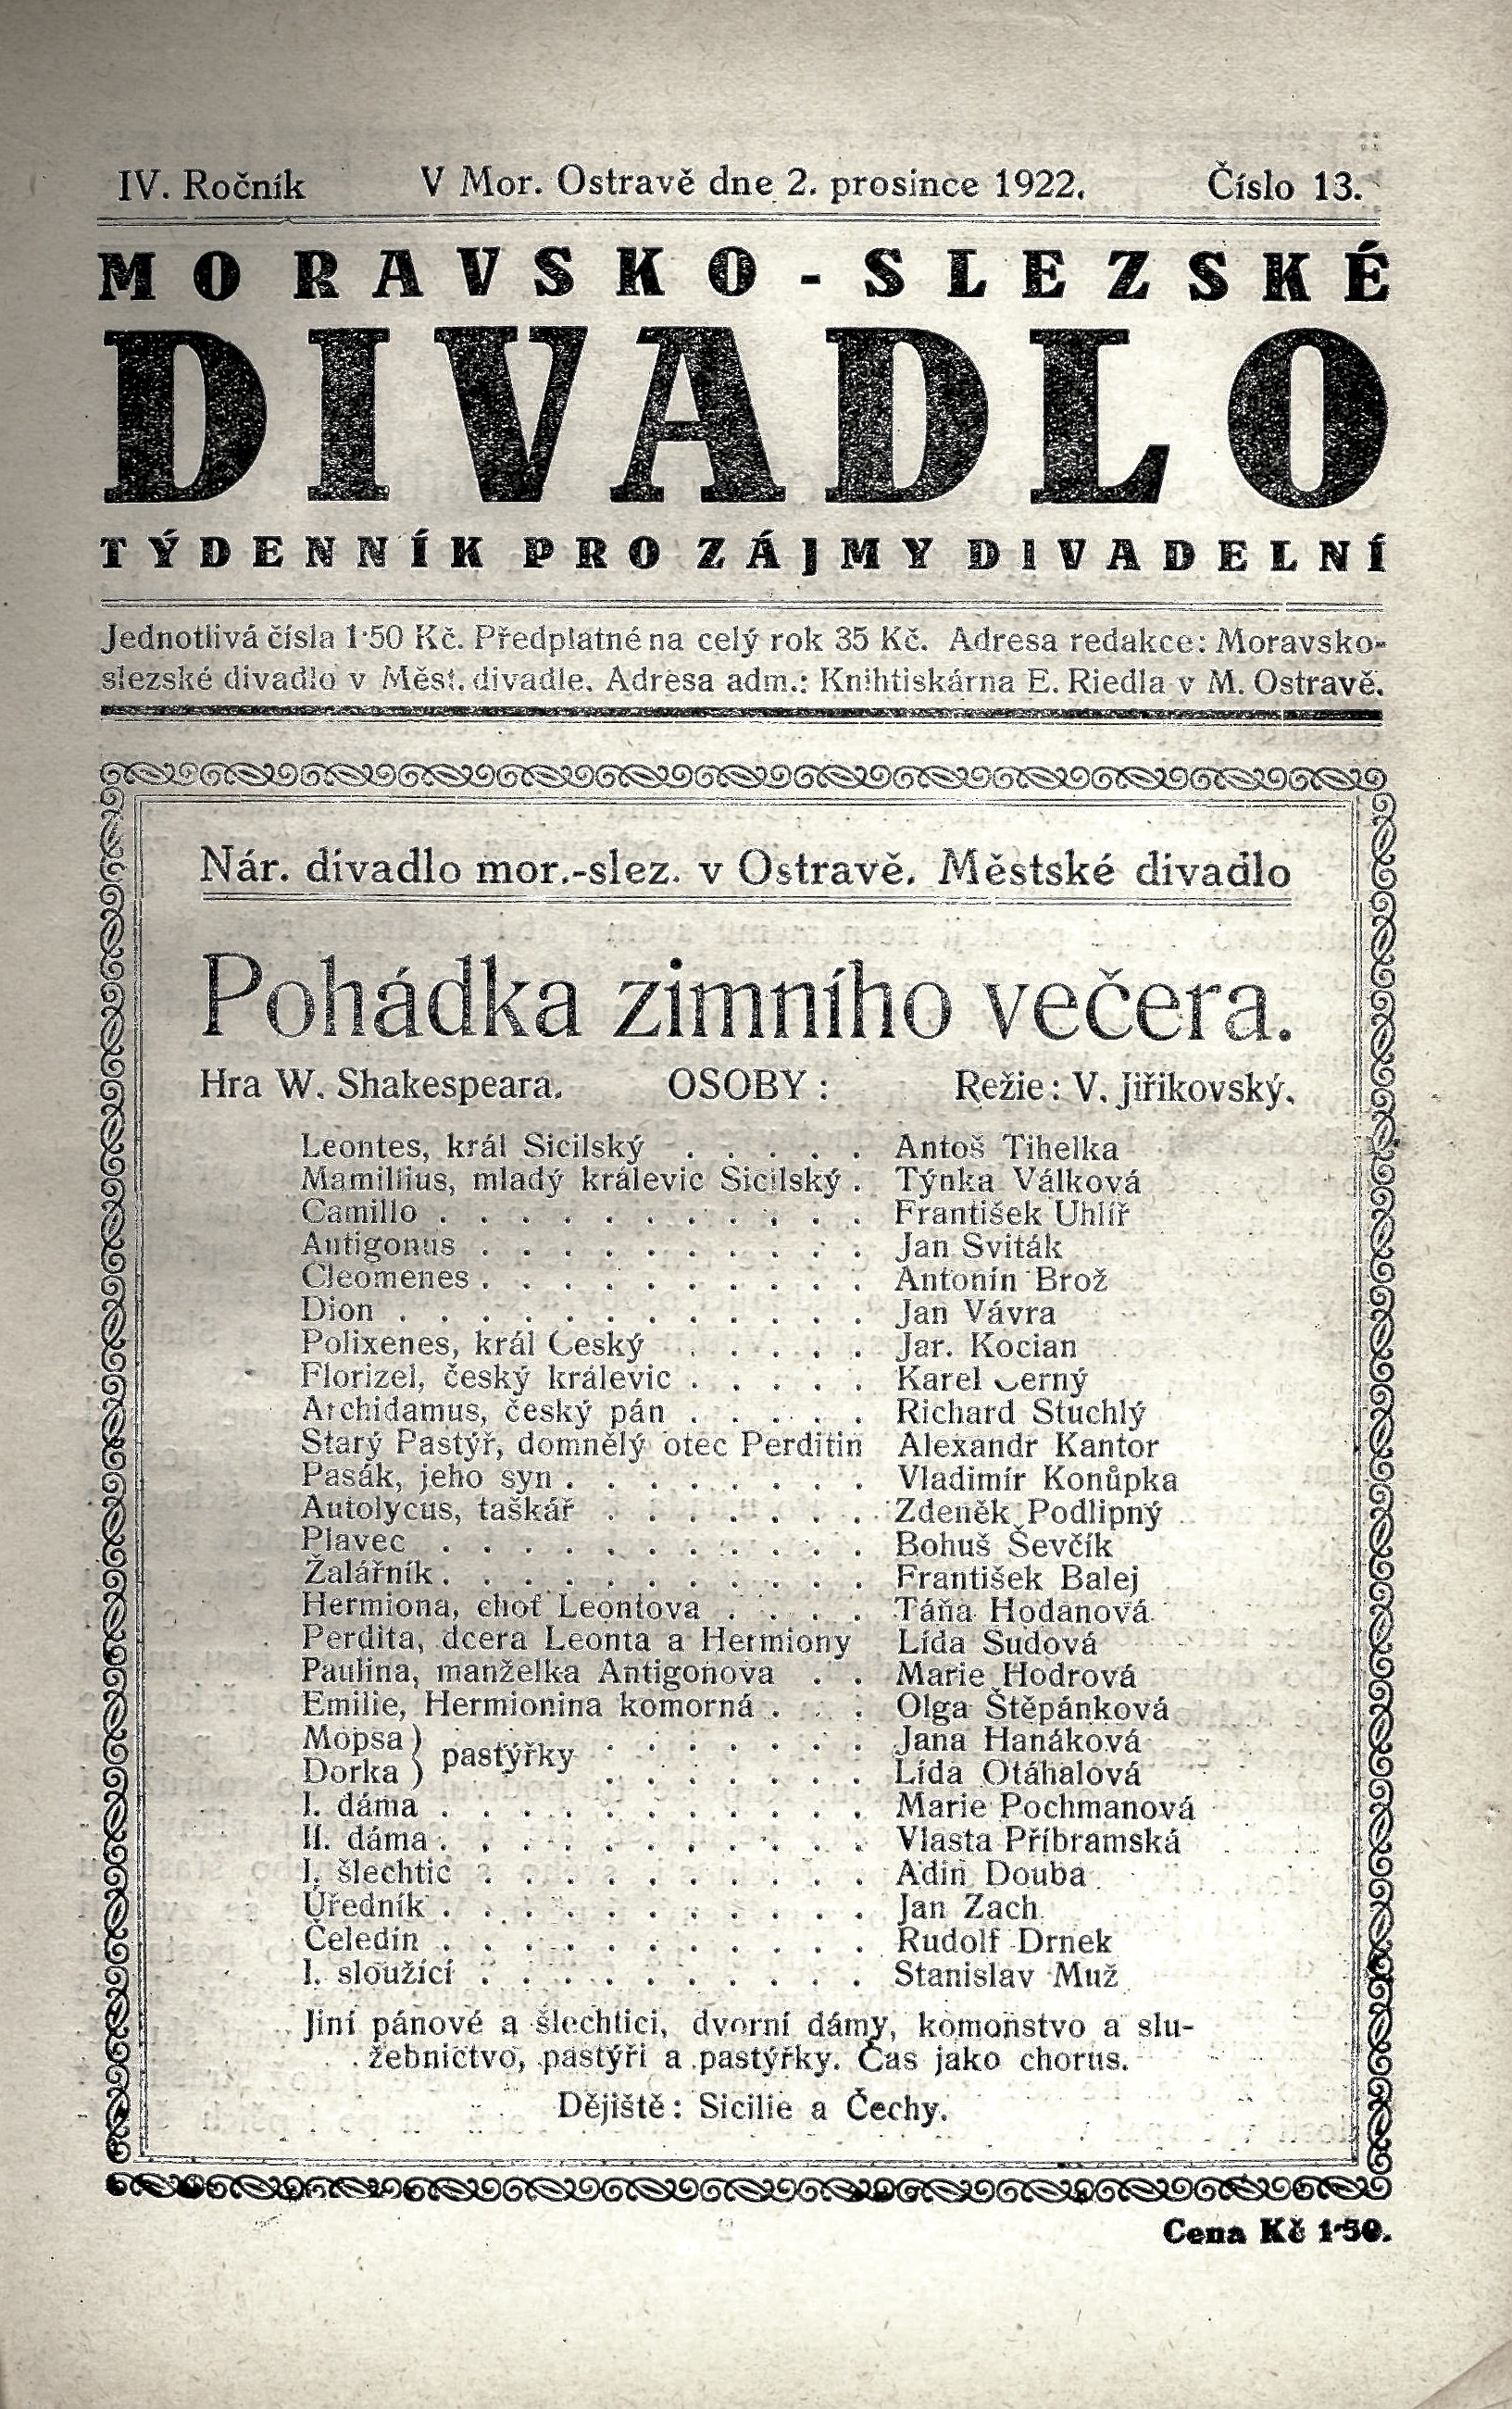 IV. Ročník V Mor. Ostravě dne 2. prosince 1922. Číslo 13.
MORAVSKO-SLEZSKÉ
DIVADLO
TÝDENNÍK PRO ZÁJMY DIVADELNÍ
Jednotlivá čísla 1·50 Kč. Předplatné na celý rok 35 Kč. Adresa redakce: Moravsko-
slezské divadlo v Měst. divadle. Adresa adm.: Knihtiskárna E. Riedla v M. Ostravě.
Nár. divadlo mor.-slez. v Ostravě. Městské divadlo
Pohádka zimního večera.
Hra W. Shakespeara. OSOBY: Režie: V. Jiřikovský.
Leontes, král Sicilský . . . . . Antoš Tihelka
Mamillius, mladý králevic Sicilský . Týnka Válková
Camillo . . . . . . . . . . . František Uhlíř
Antigonus . . . . . . . . . . Jan Sviták
Cleomenes . . . . . . . . . . Antonín Brož
Dion . . . . . . . . . . . . Jan Vávra
Polixenes, král Český . . . . . Jar. Kocian
Florizel, český králevic . . . . . Karel Černý
Archidamus, český pán . . . . . Richard Stuchlý
Starý Pastýř, domnělý otec Perditin Alexandr Kantor
Pasák, jeho syn . . . . . . . . Vladimír Konůpka
Autolycus, taškář . . . . . . . Zdeněk Podlipný
Plavec . . . . . . . . . . . Bohuš Ševčík
Žalářník . . . . . . . . . . . František Balej
Hermiona, choť Leontova . . . . Táňa Hodanová
Perdita, dcera Leonta a Hermiony Lída Sudová
Paulina, manželka Antigonova . . Marie Hodrová
Emilie, Hermionina komorná . . . Olga Štěpánková
Mopsa } pastýřky . . . . . . . Jana Hanáková
Dorka } . . . . . . . Lída Otáhalová
I. dáma . . . . . . . . . . . Marie Pochmanová
II. dáma . . . . . . . . . . . Vlasta Příbramská
I. šlechtic . . . . . . . . . . Adin Douba
Úředník . . . . . . . . . . . Jan Zach
Čeledín . . . . . . . . . . . Rudolf Drnek
I. sloužící . . . . . . . . . . Stanislav Muž
Jiní pánové a šlechtici, dvorní dámy, komonstvo a slu-
žebnictvo, pastýři a pastýřky. Čas jako chorus.
Dějiště: Sicilie a Čechy.
Cena Kč 1·50.